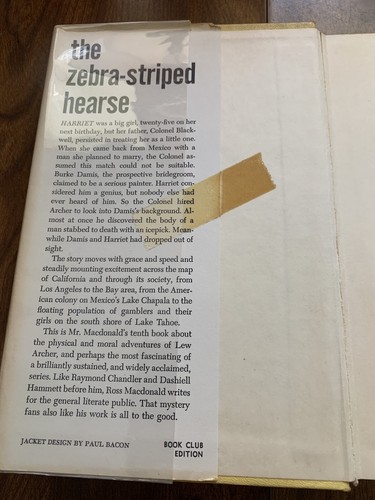 the
zebra-striped
hearse
HARRIET was a big girl, twenty-five on her
next birthday, but her father, Colonel Black-
well, persisted in treating her as a little one.
When she came back from Mexico with a
man she planned to marry, the Colonel as-
sumed this match could not be suitable.
Burke Damis, the prospective bridegroom,
claimed to be a serious painter. Harriet con-
sidered him a genius, but nobody else had
ever heard of him. So the Colonel hired
Archer to look into Damis's background. Al-
most at once he discovered the body of a
man stabbed to death with an icepick. Mean-
while Damis and Harriet had dropped out of
sight.
The story moves with grace and speed and
steadily mounting excitement across the map
of California and through its society, from
Los Angeles to the Bay area, from the Amer-
ican colony on Mexico's Lake Chapala to the
floating population of gamblers and their
girls on the south shore of Lake Tahoe.
This is Mr. Macdonald's tenth book about
the physical and moral adventures of Lew
Archer, and perhaps the most fascinating of
a brilliantly sustained, and widely acclaimed,
series. Like Raymond Chandler and Dashiell
Hammett before him, Ross Macdonald writes
for the general literate public. That mystery
fans also like his work is all to the good.
JACKET DESIGN BY PAUL BACON
BOOK CLUB
EDITION